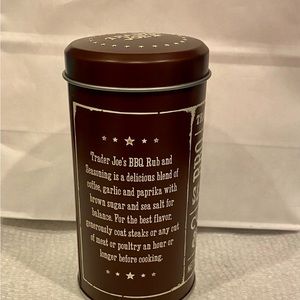 Trader Joe's BBQ Rub and
Seasoning is a delicious blend of
coffee, garlic and paprika with
brown sugar and sea salt for
balance. For the best flavor,
generously coat steaks or any cut
of meat or poultry an hour or
longer before cooking.
BBQ